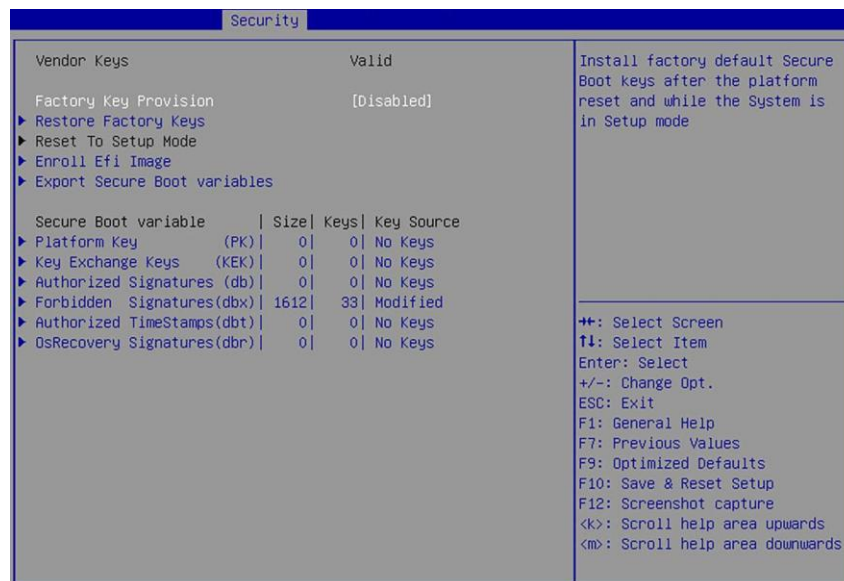 Security
Vendor Keys Valid
Factory Key Provision [Disabled]
▶ Restore Factory Keys
▶ Reset To Setup Mode
▶ Enroll Efi Image
▶ Export Secure Boot variables
Secure Boot variable | Size| Keys| Key Source
▶ Platform Key (PK)| 0| 0| No Keys
▶ Key Exchange Keys (KEK)| 0| 0| No Keys
▶ Authorized Signatures (db)| 0| 0| No Keys
▶ Forbidden Signatures(dbx)| 1612| 33| Modified
▶ Authorized TimeStamps(dbt)| 0| 0| No Keys
▶ OsRecovery Signatures(dbr)| 0| 0| No Keys
Install factory default Secure
Boot keys after the platform
reset and while the System is
in Setup mode
→←: Select Screen
↑↓: Select Item
Enter: Select
+/-: Change Opt.
ESC: Exit
F1: General Help
F7: Previous Values
F9: Optimized Defaults
F10: Save & Reset Setup
F12: Screenshot capture
<k>: Scroll help area upwards
<m>: Scroll help area downwards